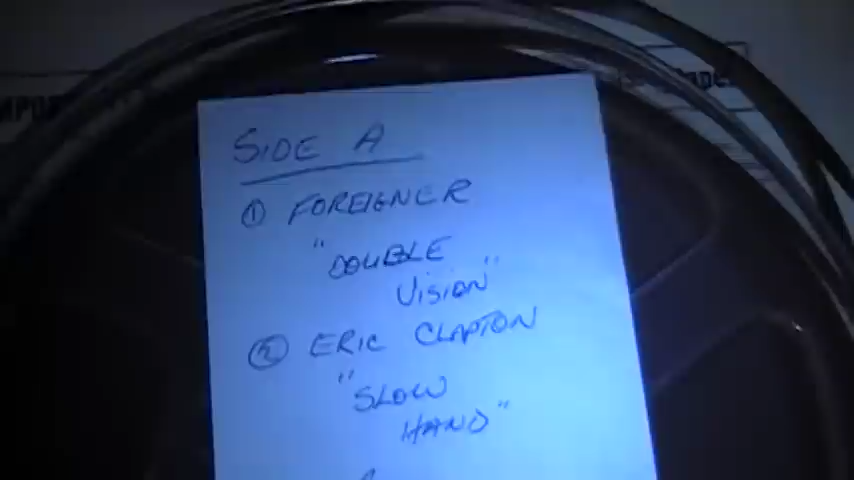 SIDE A
① FOREIGNER
"DOUBLE
VISION"
② ERIC CLAPTON
"SLOW
HAND"